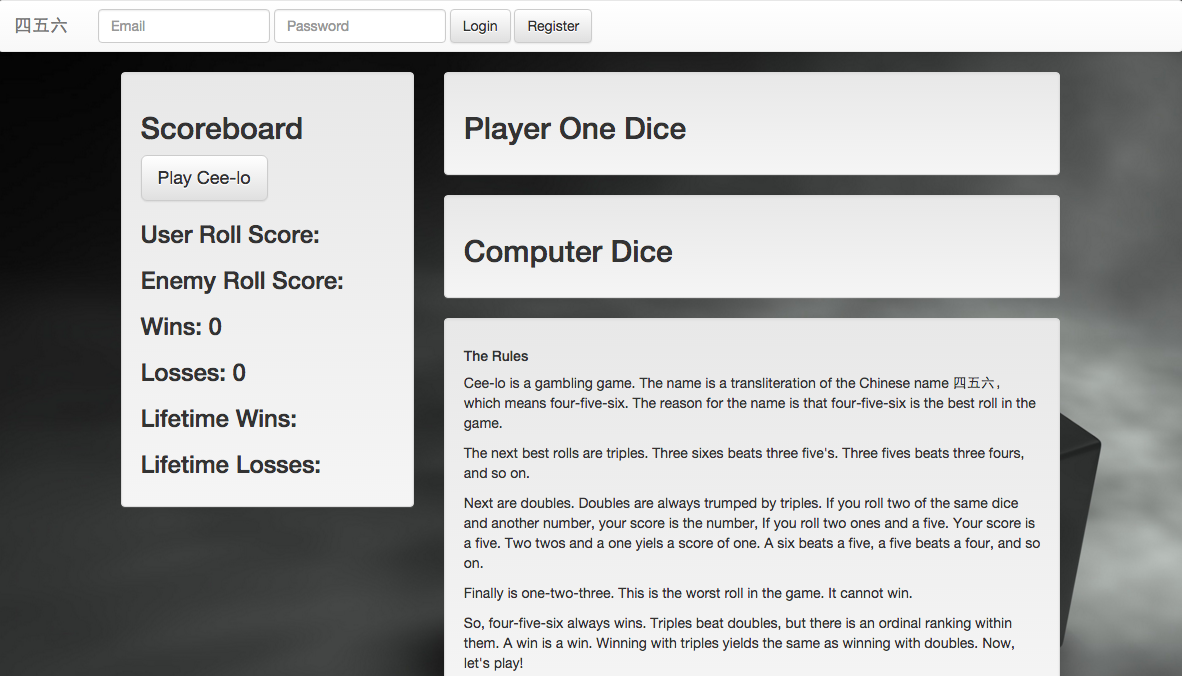 四五六 Email Password Login Register
Scoreboard
Play Cee-lo
User Roll Score:
Enemy Roll Score:
Wins: 0
Losses: 0
Lifetime Wins:
Lifetime Losses:
Player One Dice
Computer Dice
The Rules
Cee-lo is a gambling game. The name is a transliteration of the Chinese name 四五六,
which means four-five-six. The reason for the name is that four-five-six is the best roll in the
game.
The next best rolls are triples. Three sixes beats three five's. Three fives beats three fours,
and so on.
Next are doubles. Doubles are always trumped by triples. If you roll two of the same dice
and another number, your score is the number, If you roll two ones and a five. Your score is
a five. Two twos and a one yiels a score of one. A six beats a five, a five beats a four, and so
on.
Finally is one-two-three. This is the worst roll in the game. It cannot win.
So, four-five-six always wins. Triples beat doubles, but there is an ordinal ranking within
them. A win is a win. Winning with triples yields the same as winning with doubles. Now,
let's play!